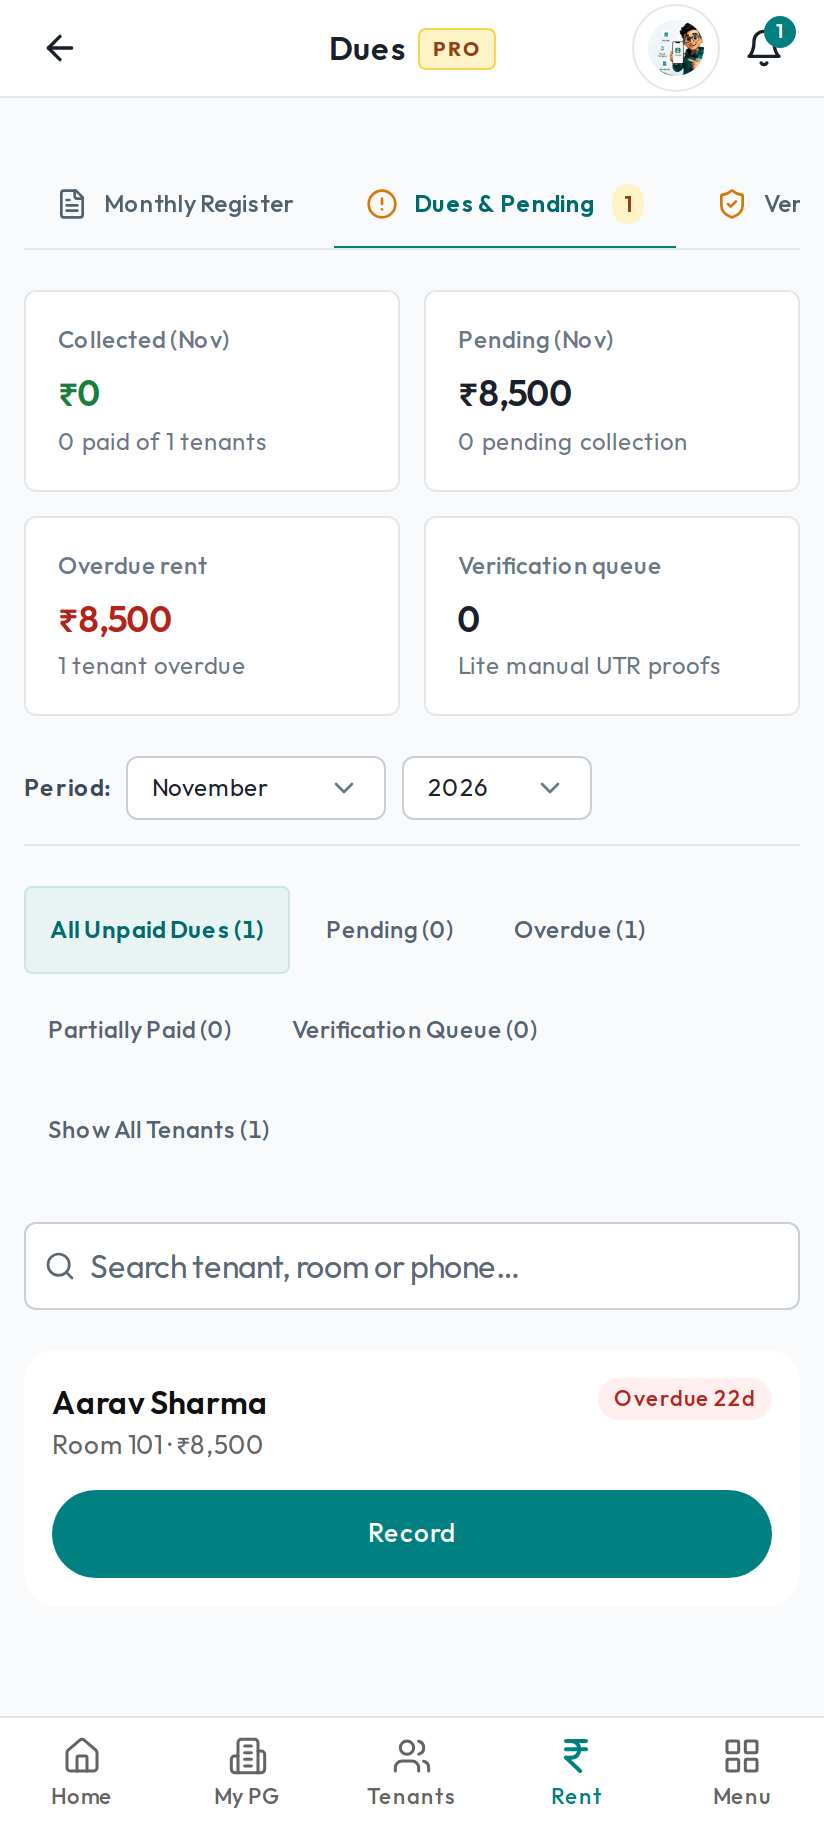 Dues PRO 1
Monthly Register Dues & Pending 1 Ver
Collected (Nov)
₹0
0 paid of 1 tenants
Pending (Nov)
₹8,500
0 pending collection
Overdue rent
₹8,500
1 tenant overdue
Verification queue
0
Lite manual UTR proofs
Period: November 2026
All Unpaid Dues (1) Pending (0) Overdue (1)
Partially Paid (0) Verification Queue (0)
Show All Tenants (1)
Search tenant, room or phone...
Aarav Sharma Overdue 22d
Room 101 · ₹8,500
Record
Home My PG Tenants Rent Menu